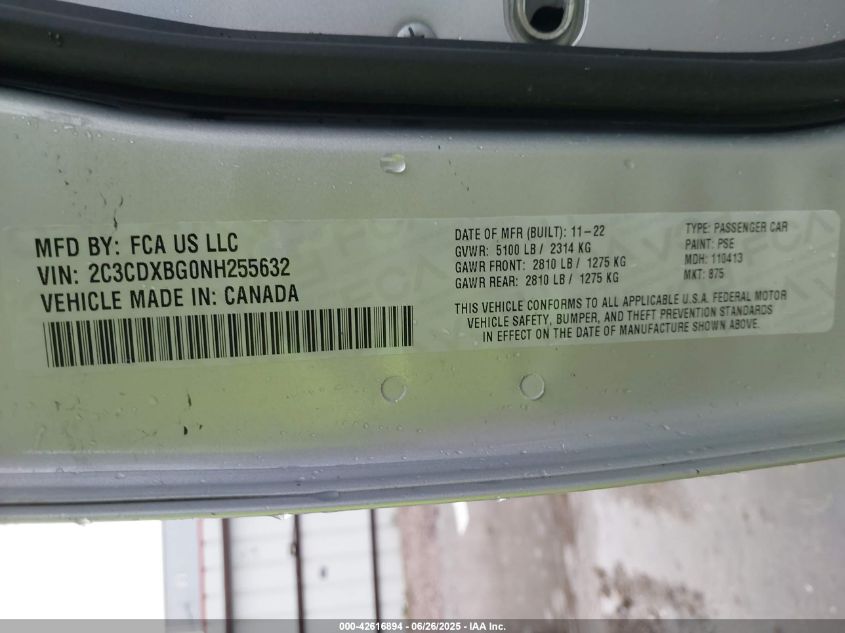 MFD BY: FCA US LLC
VIN: 2C3CDXBG0NH255632
VEHICLE MADE IN: CANADA
DATE OF MFR (BUILT): 11-22
GVWR: 5100 LB / 2314 KG
GAWR FRONT: 2810 LB / 1275 KG
GAWR REAR: 2810 LB / 1275 KG
TYPE: PASSENGER CAR
PAINT: PSE
MDH: 110413
MKT: 875
THIS VEHICLE CONFORMS TO ALL APPLICABLE U.S.A. FEDERAL MOTOR
VEHICLE SAFETY, BUMPER, AND THEFT PREVENTION STANDARDS
IN EFFECT ON THE DATE OF MANUFACTURE SHOWN ABOVE.
000-42616894 - 06/26/2025 - IAA Inc.